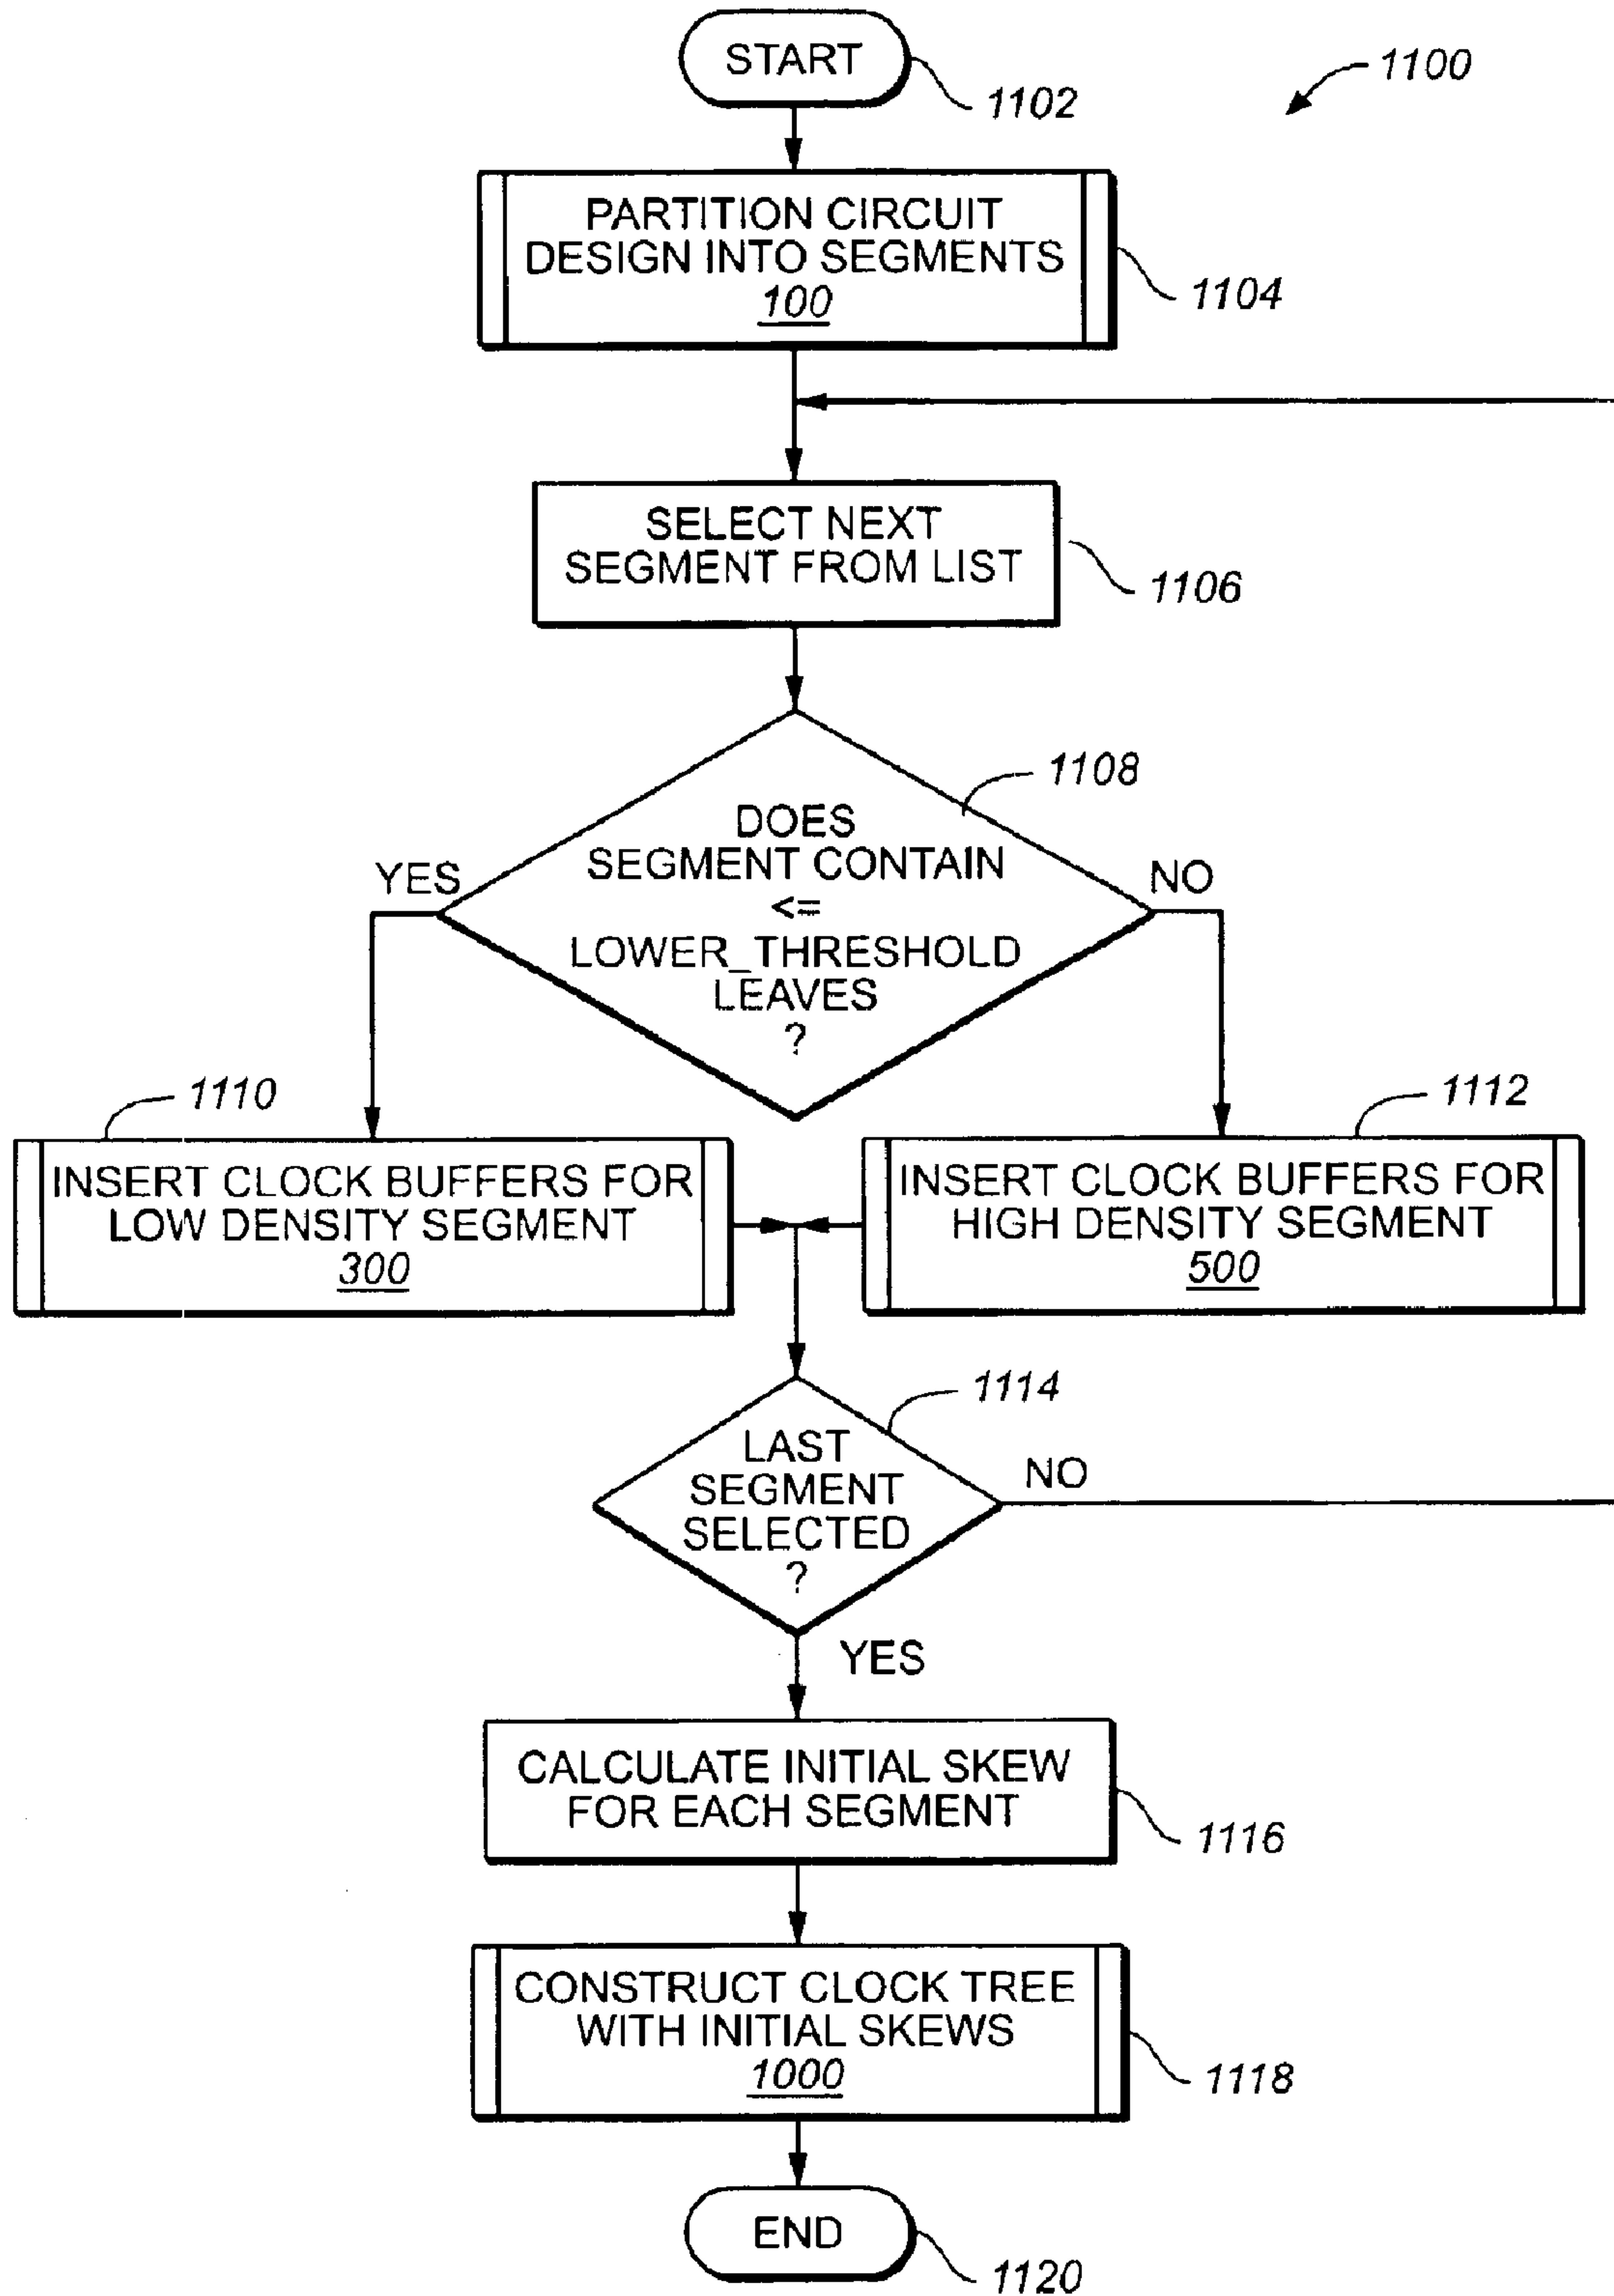 START
1102
1100
PARTITION CIRCUIT
DESIGN INTO SEGMENTS
100
1104
SELECT NEXT
SEGMENT FROM LIST
1106
1108
DOES
SEGMENT CONTAIN
<=
LOWER_THRESHOLD
LEAVES
?
YES
NO
1110
1112
INSERT CLOCK BUFFERS FOR
LOW DENSITY SEGMENT
300
INSERT CLOCK BUFFERS FOR
HIGH DENSITY SEGMENT
500
1114
LAST
SEGMENT
SELECTED
?
NO
YES
CALCULATE INITIAL SKEW
FOR EACH SEGMENT
1116
CONSTRUCT CLOCK TREE
WITH INITIAL SKEWS
1000
1118
END
1120